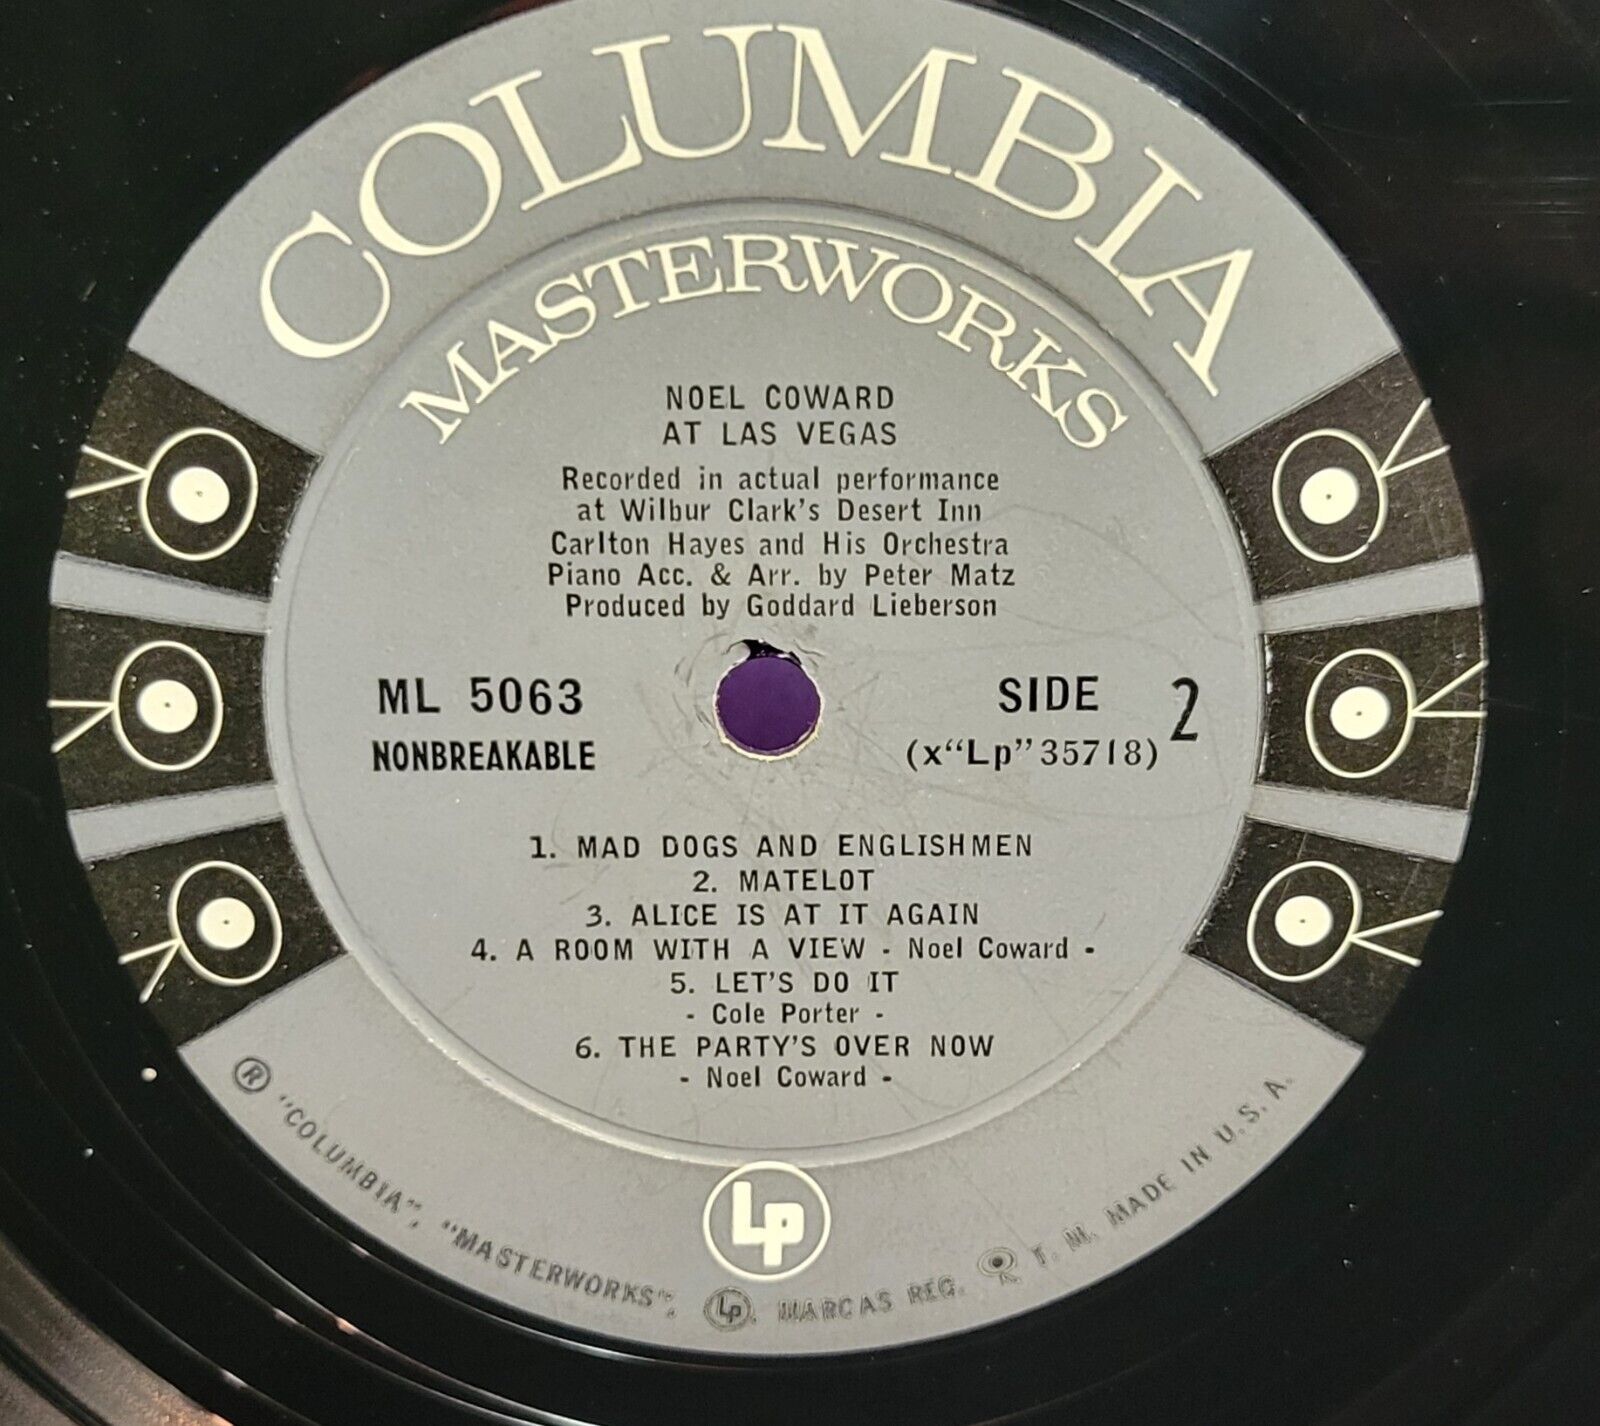 COLUMBIA
MASTERWORKS
NOEL COWARD
AT LAS VEGAS
Recorded in actual performance
at Wilbur Clark's Desert Inn
Carlton Hayes and His Orchestra
Piano Acc. & Arr. by Peter Matz
Produced by Goddard Lieberson
ML 5063
NONBREAKABLE
SIDE 2
(x“Lp”35718)
1. MAD DOGS AND ENGLISHMEN
2. MATELOT
3. ALICE IS AT IT AGAIN
4. A ROOM WITH A VIEW - Noel Coward -
5. LET'S DO IT
- Cole Porter -
6. THE PARTY'S OVER NOW
- Noel Coward -
Lp
® "COLUMBIA", "MASTERWORKS", Lp. MARCAS REG. T. M. MADE IN U. S. A.